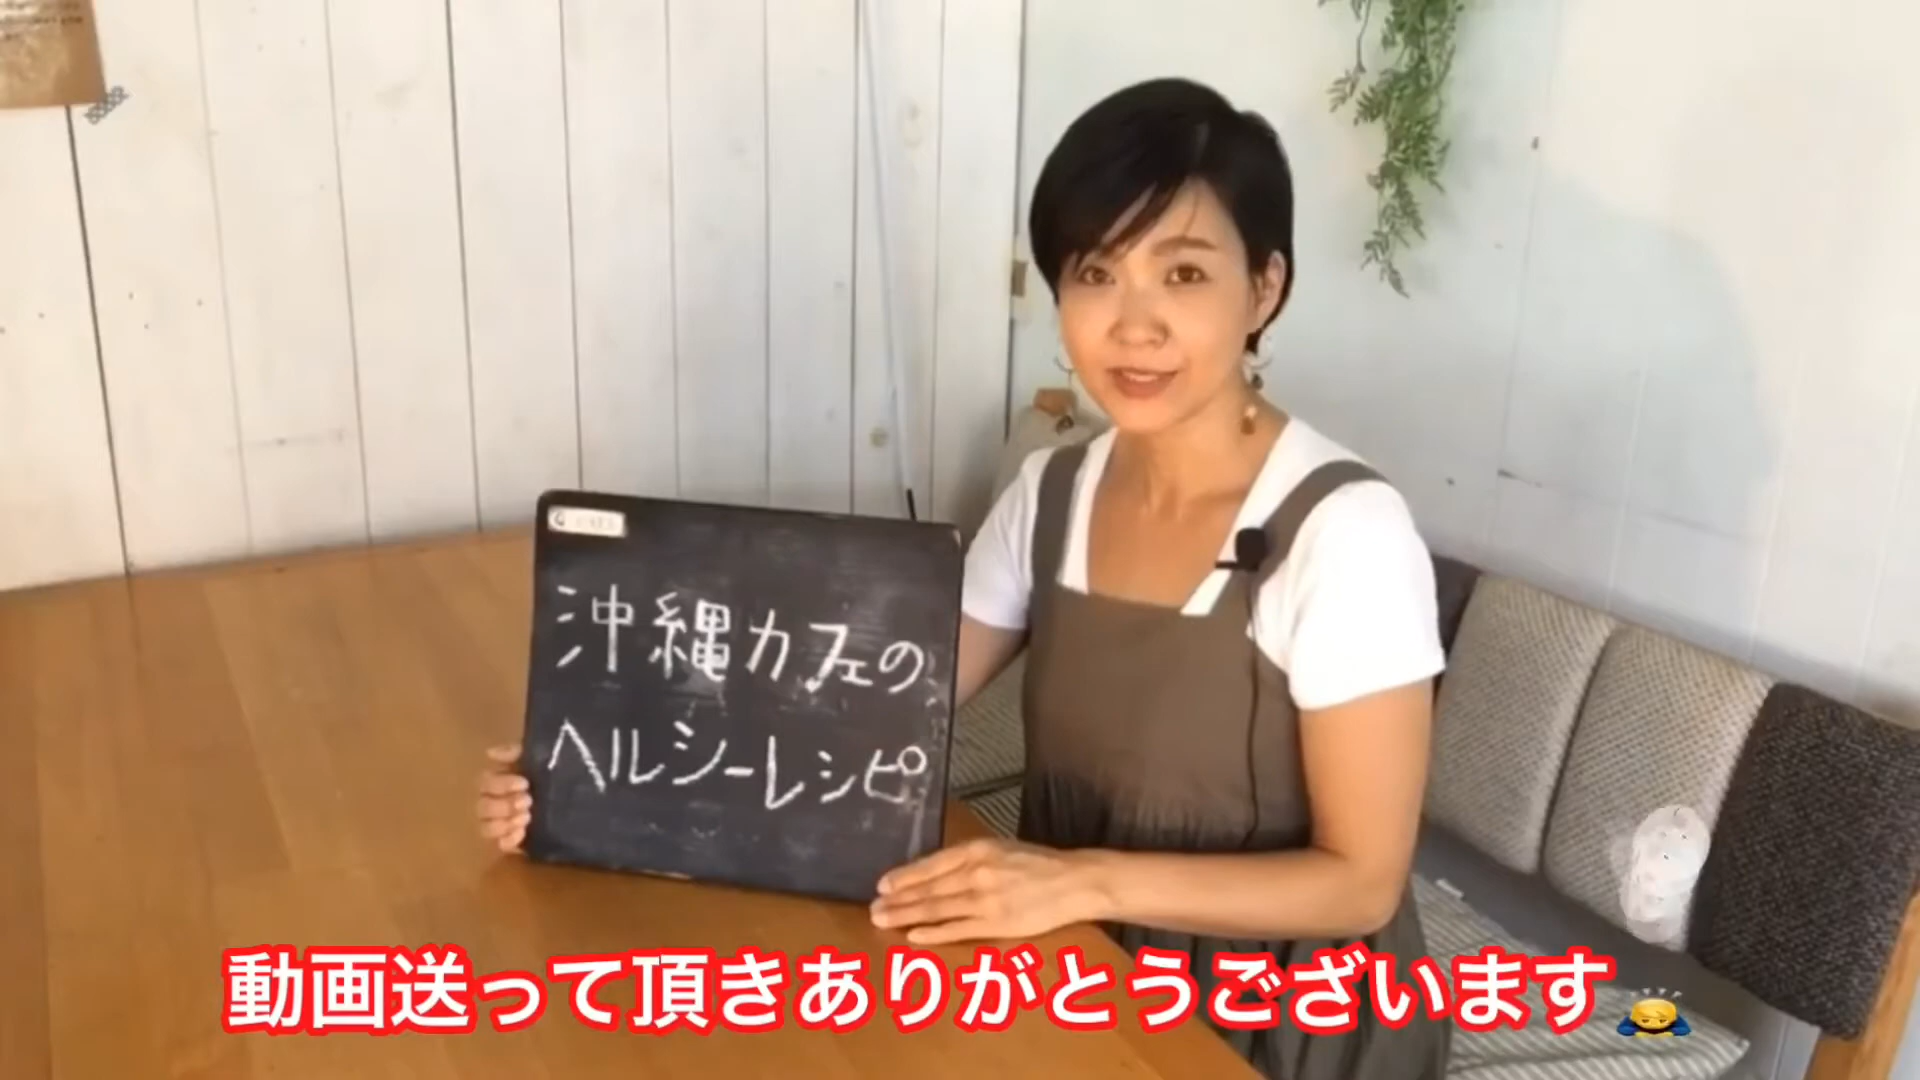 沖縄カフェの
ヘルシーレシピ
動画送って頂きありがとうございます🙇